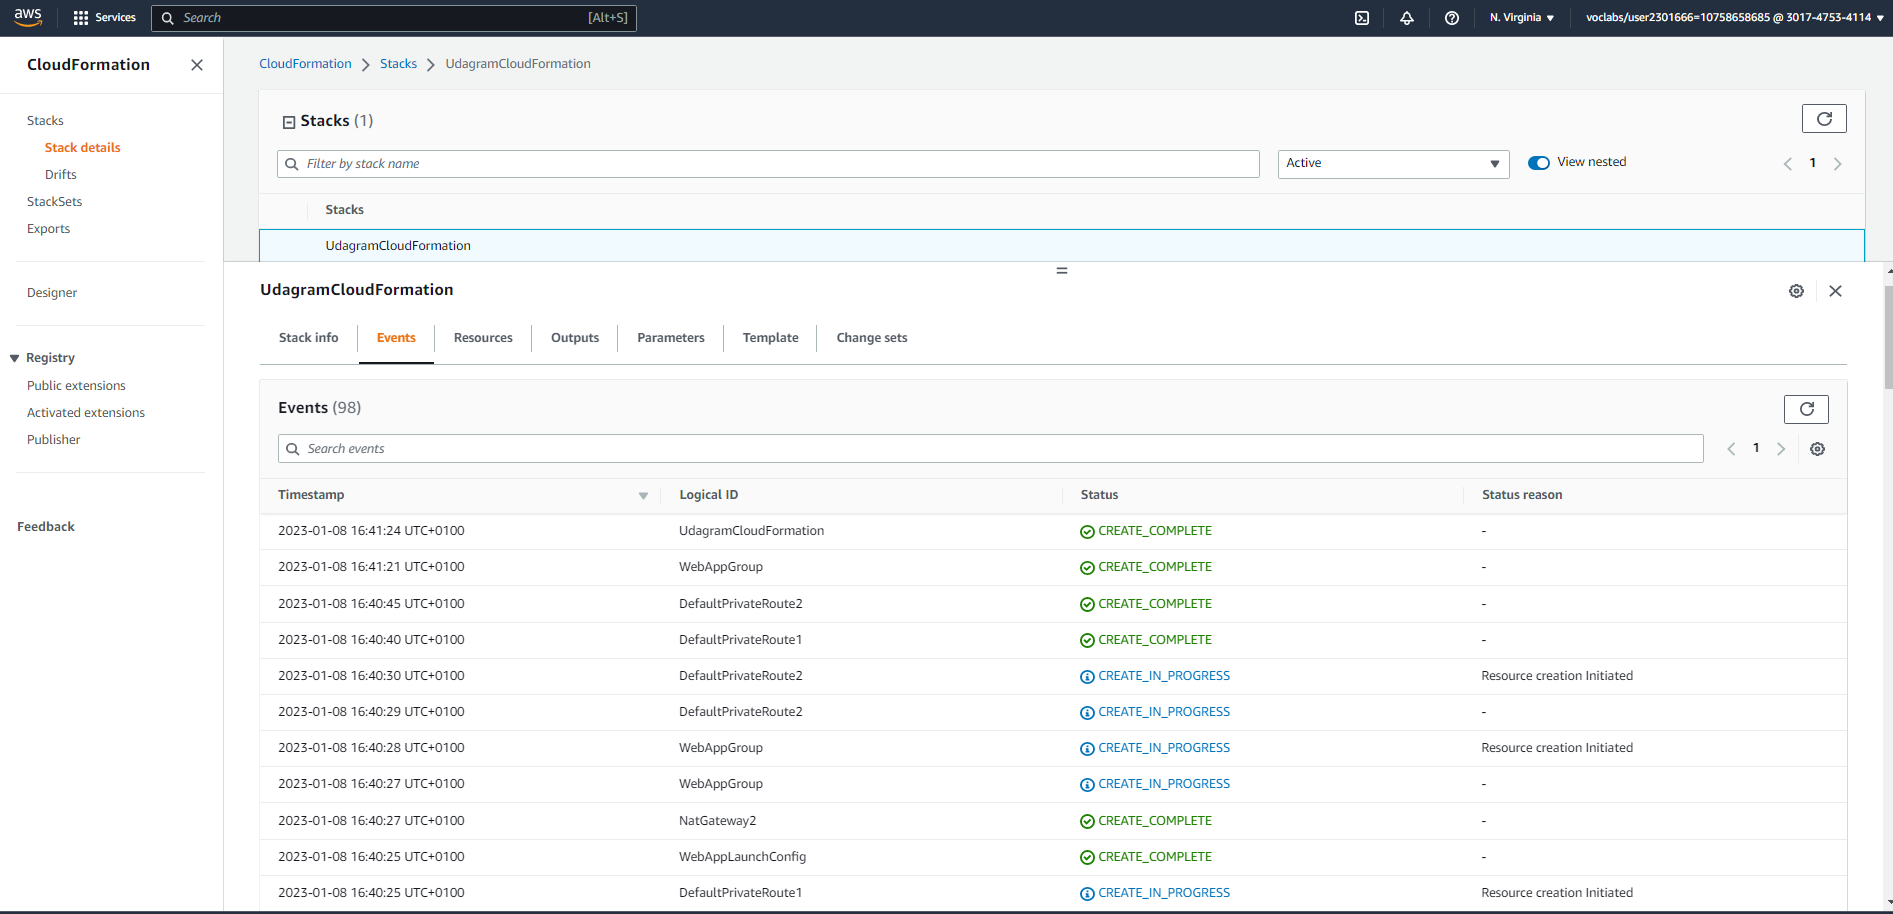 aws Services Search [Alt+S] N. Virginia voclabs/user2301666=10758658685 @ 3017-4753-4114
CloudFormation
Stacks
Stack details
Drifts
StackSets
Exports
Designer
Registry
Public extensions
Activated extensions
Publisher
Feedback
CloudFormation Stacks UdagramCloudFormation
Stacks (1)
Filter by stack name Active View nested 1
Stacks
UdagramCloudFormation
UdagramCloudFormation
Stack info Events Resources Outputs Parameters Template Change sets
Events (98)
Search events 1
Timestamp Logical ID Status Status reason
2023-01-08 16:41:24 UTC+0100 UdagramCloudFormation CREATE_COMPLETE -
2023-01-08 16:41:21 UTC+0100 WebAppGroup CREATE_COMPLETE -
2023-01-08 16:40:45 UTC+0100 DefaultPrivateRoute2 CREATE_COMPLETE -
2023-01-08 16:40:40 UTC+0100 DefaultPrivateRoute1 CREATE_COMPLETE -
2023-01-08 16:40:30 UTC+0100 DefaultPrivateRoute2 CREATE_IN_PROGRESS Resource creation Initiated
2023-01-08 16:40:29 UTC+0100 DefaultPrivateRoute2 CREATE_IN_PROGRESS -
2023-01-08 16:40:28 UTC+0100 WebAppGroup CREATE_IN_PROGRESS Resource creation Initiated
2023-01-08 16:40:27 UTC+0100 WebAppGroup CREATE_IN_PROGRESS -
2023-01-08 16:40:27 UTC+0100 NatGateway2 CREATE_COMPLETE -
2023-01-08 16:40:25 UTC+0100 WebAppLaunchConfig CREATE_COMPLETE -
2023-01-08 16:40:25 UTC+0100 DefaultPrivateRoute1 CREATE_IN_PROGRESS Resource creation Initiated